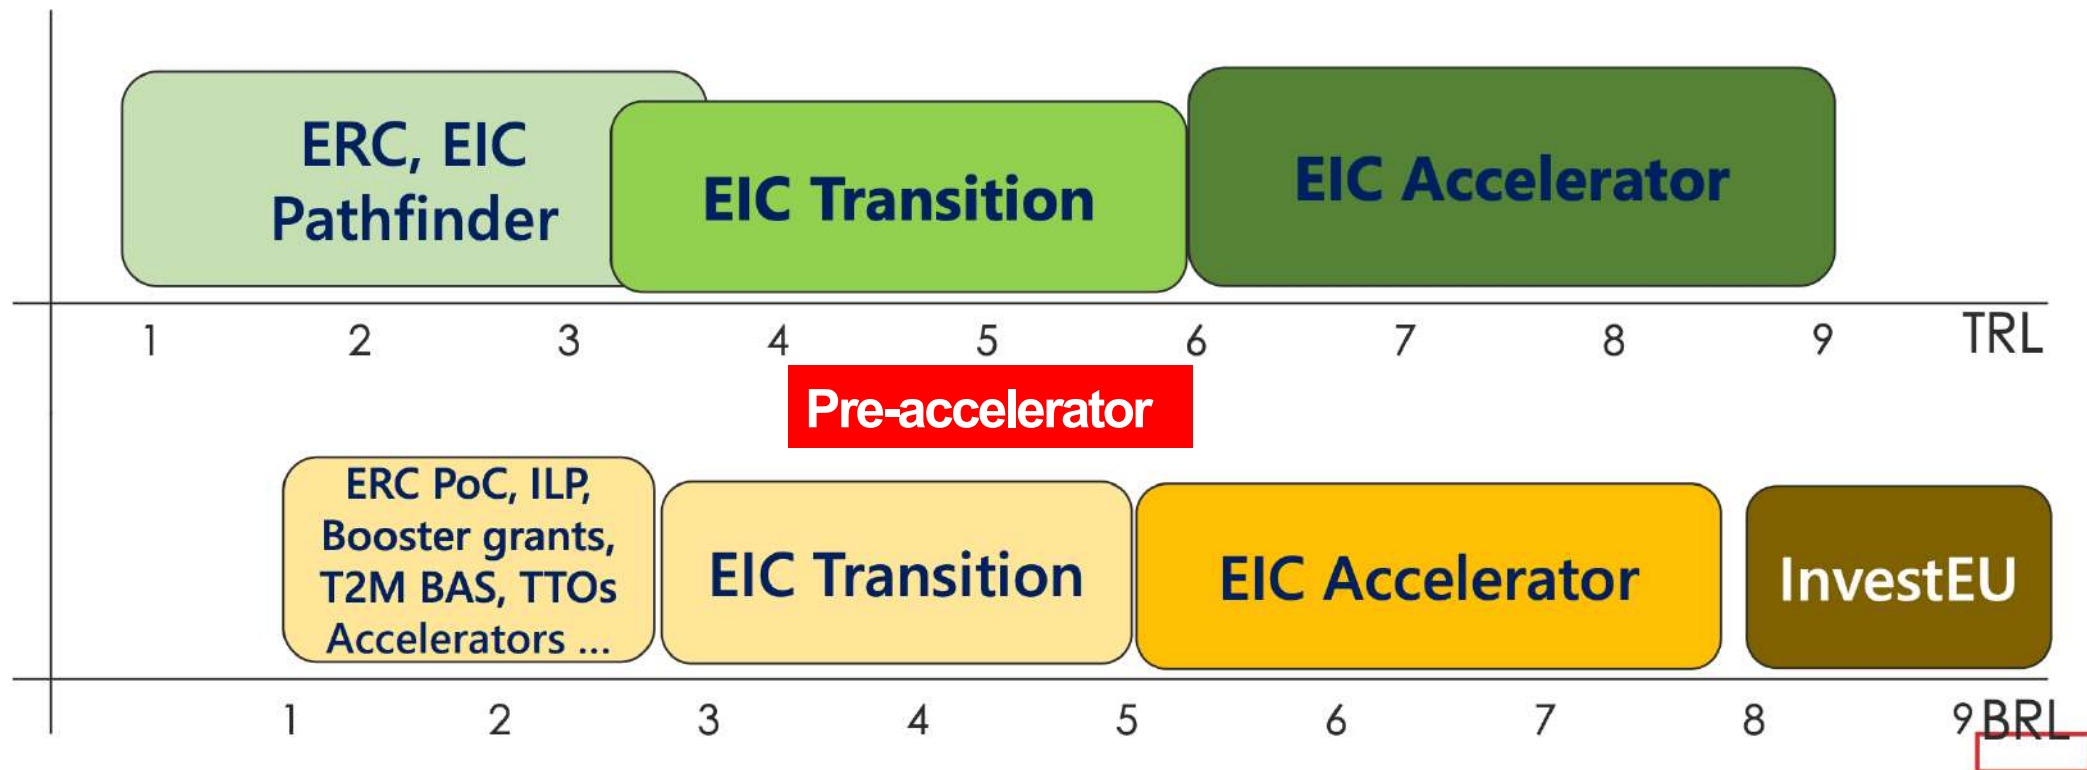 ERC, EIC
Pathfinder
EIC Transition
EIC Accelerator
1 2 3 4 5 6 7 8 9 TRL
Pre-accelerator
ERC PoC, ILP,
Booster grants,
T2M BAS, TTOs
Accelerators ...
EIC Transition
EIC Accelerator
InvestEU
1 2 3 4 5 6 7 8 9 BRL